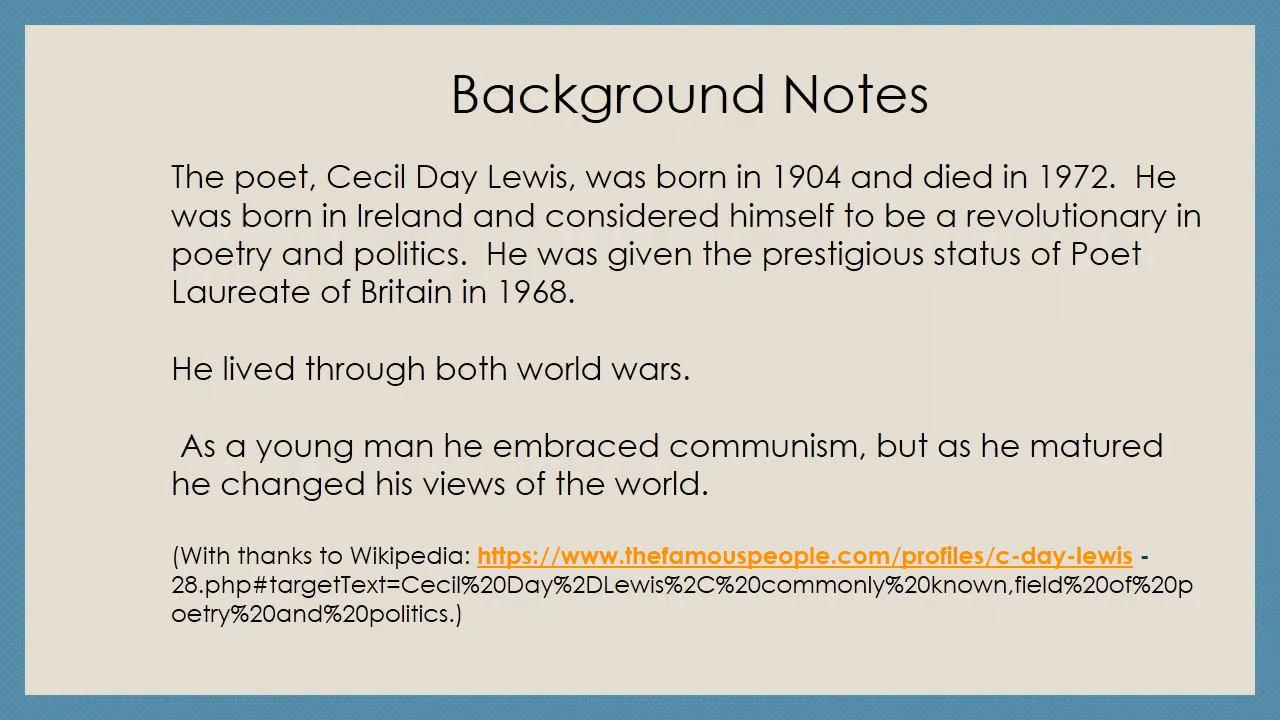 Background Notes
The poet, Cecil Day Lewis, was born in 1904 and died in 1972.  He
was born in Ireland and considered himself to be a revolutionary in
poetry and politics.  He was given the prestigious status of Poet
Laureate of Britain in 1968.
He lived through both world wars.
As a young man he embraced communism, but as he matured
he changed his views of the world.
(With thanks to Wikipedia: https://www.thefamouspeople.com/profiles/c-day-lewis -
28.php#targetText=Cecil%20Day%2DLewis%2C%20commonly%20known,field%20of%20p
oetry%20and%20politics.)